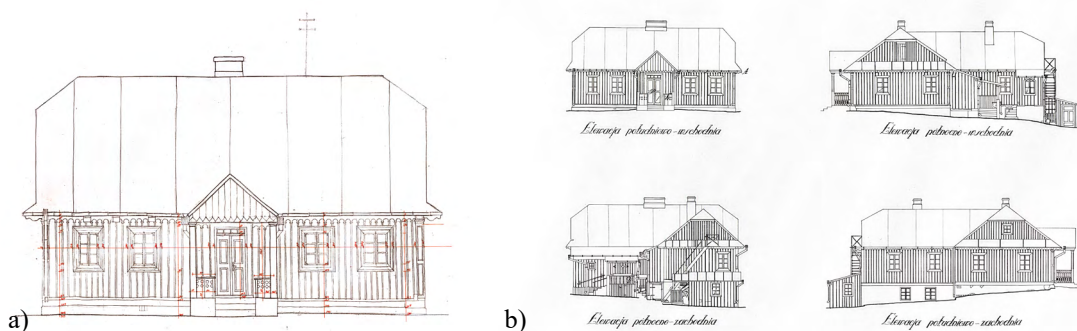 Elewacja południowo-wschodnia
Elewacja północno-wschodnia
Elewacja północno-zachodnia
Elewacja południowo-zachodnia
a)
b)